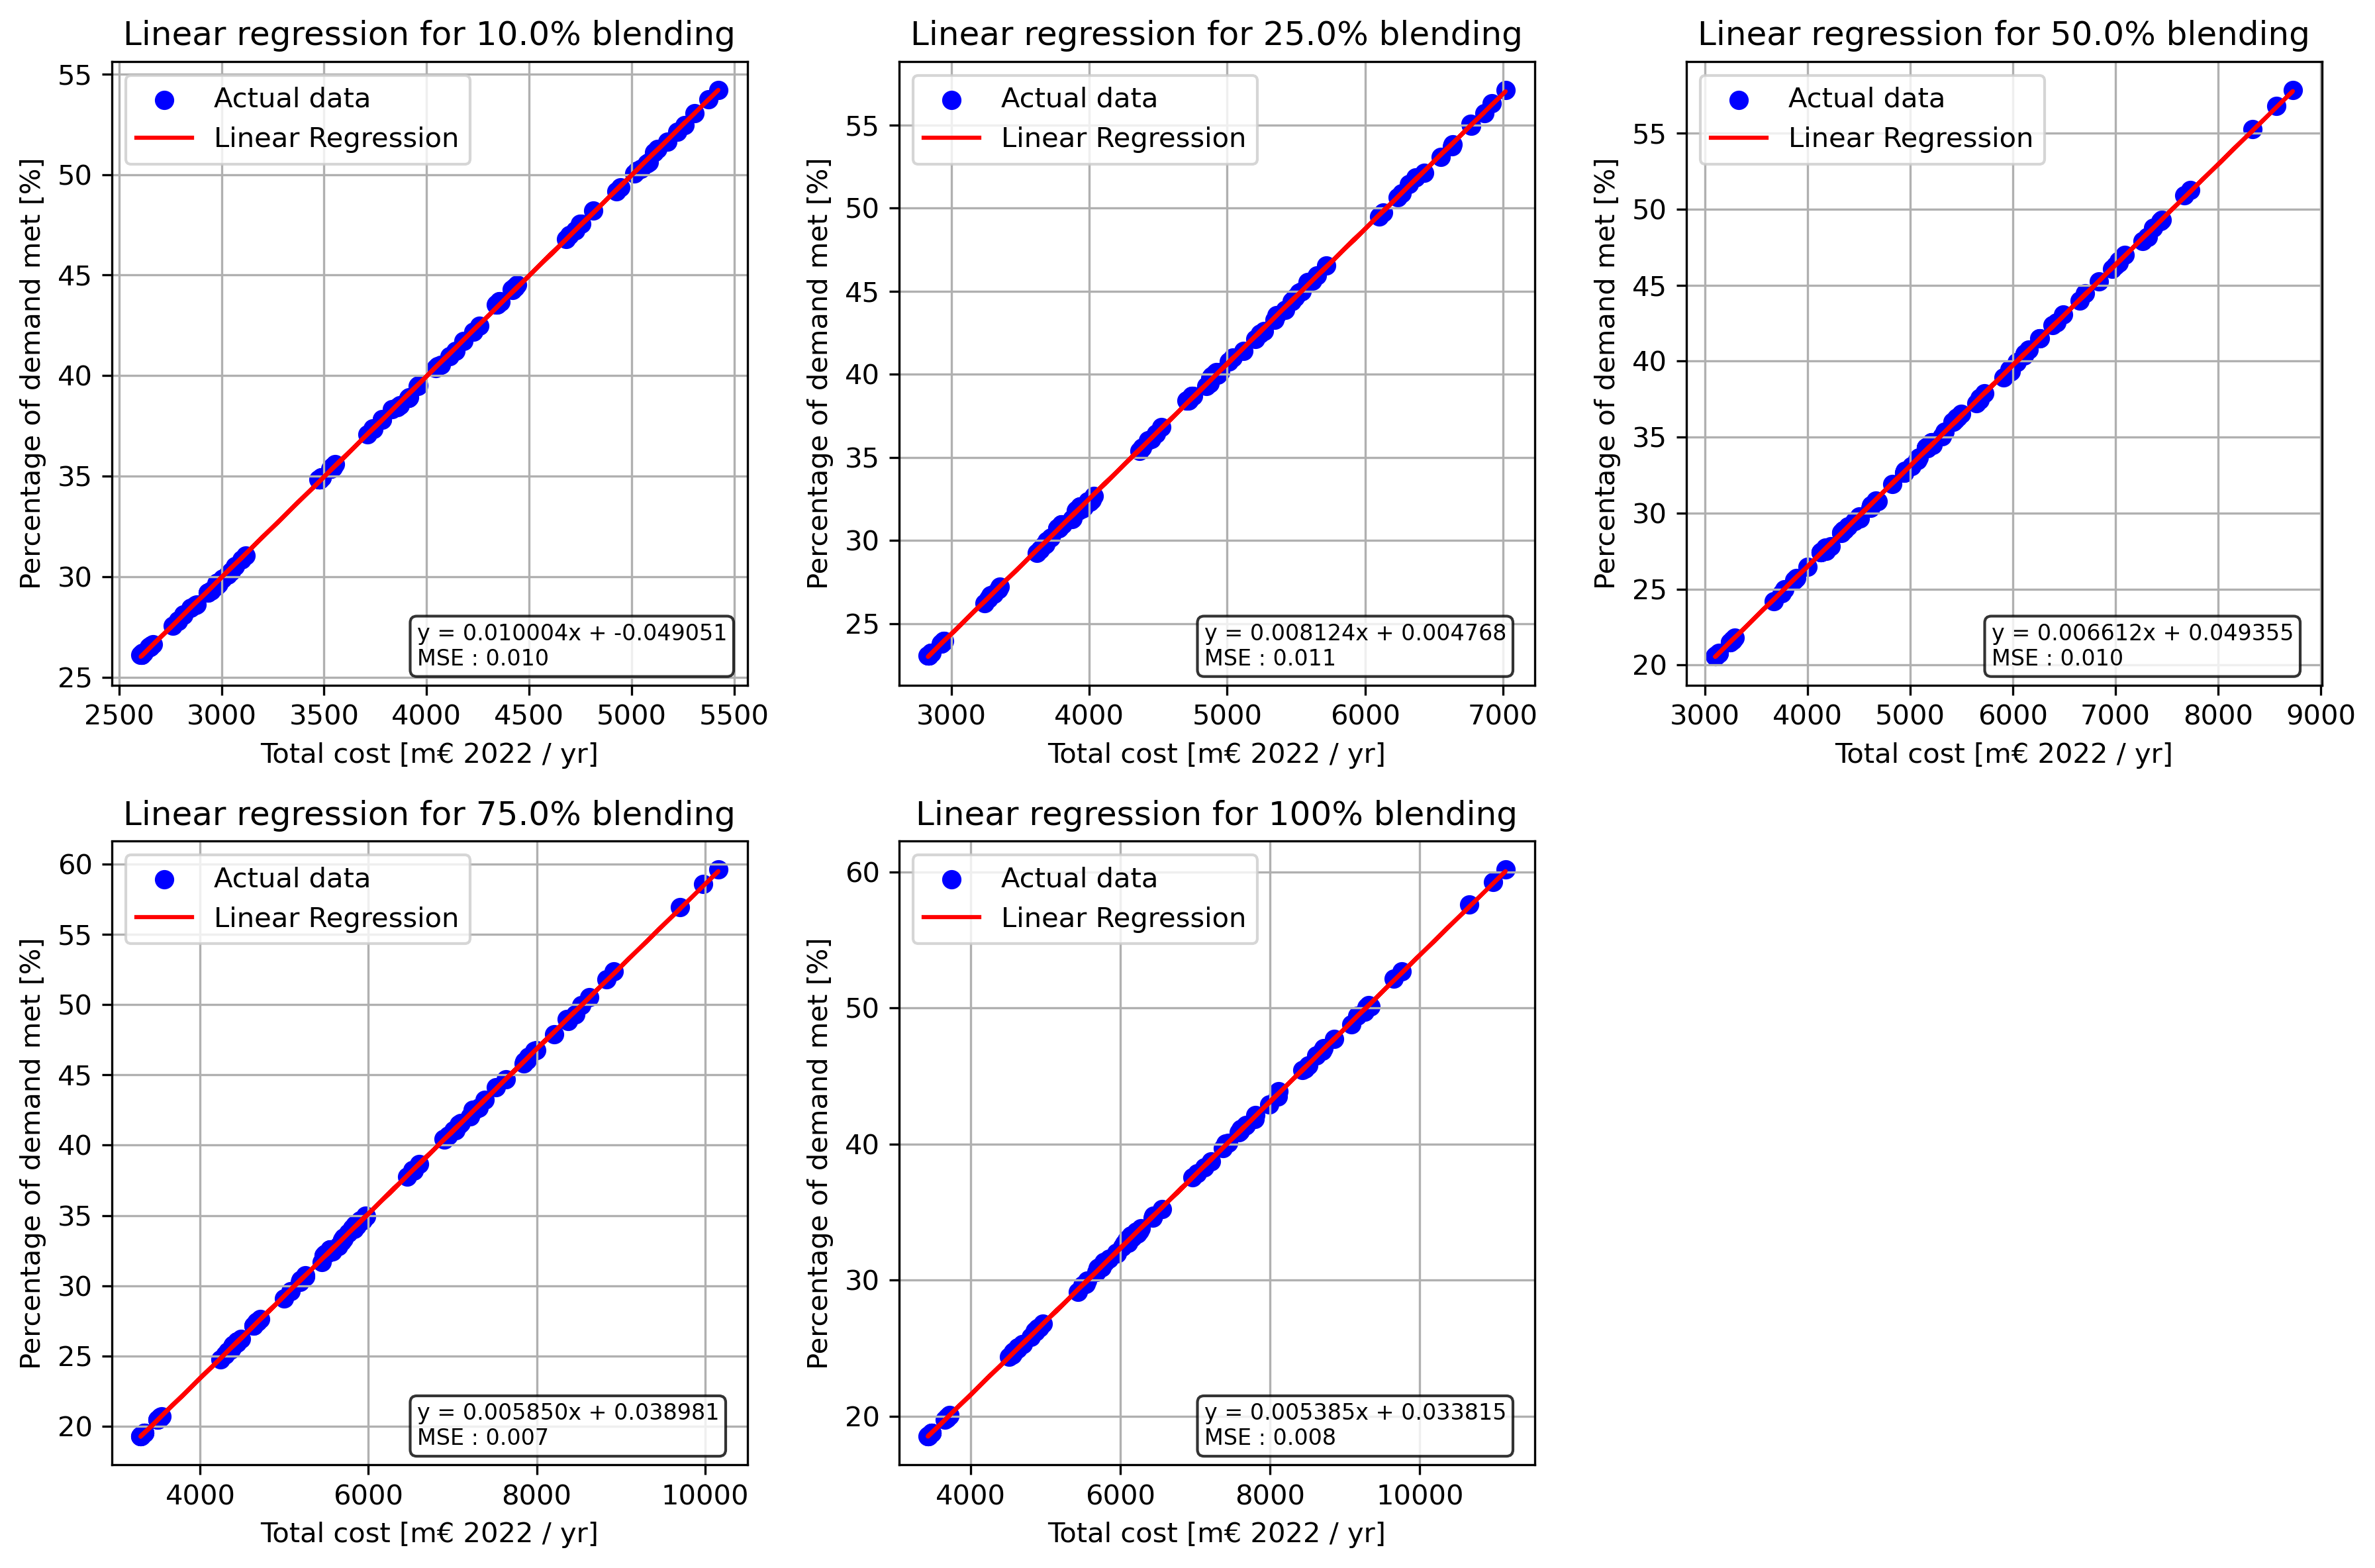 Linear regression for 10.0% blending
Actual data
Linear Regression
Percentage of demand met [%]
55
50
45
40
35
30
25
y = 0.010004x + -0.049051
MSE : 0.010
2500 3000 3500 4000 4500 5000 5500
Total cost [m€ 2022 / yr]
Linear regression for 25.0% blending
Actual data
Linear Regression
Percentage of demand met [%]
55
50
45
40
35
30
25
y = 0.008124x + 0.004768
MSE : 0.011
3000 4000 5000 6000 7000
Total cost [m€ 2022 / yr]
Linear regression for 50.0% blending
Actual data
Linear Regression
Percentage of demand met [%]
55
50
45
40
35
30
25
20
y = 0.006612x + 0.049355
MSE : 0.010
3000 4000 5000 6000 7000 8000 9000
Total cost [m€ 2022 / yr]
Linear regression for 75.0% blending
Actual data
Linear Regression
Percentage of demand met [%]
60
55
50
45
40
35
30
25
20
y = 0.005850x + 0.038981
MSE : 0.007
4000 6000 8000 10000
Total cost [m€ 2022 / yr]
Linear regression for 100% blending
Actual data
Linear Regression
Percentage of demand met [%]
60
50
40
30
20
y = 0.005385x + 0.033815
MSE : 0.008
4000 6000 8000 10000
Total cost [m€ 2022 / yr]